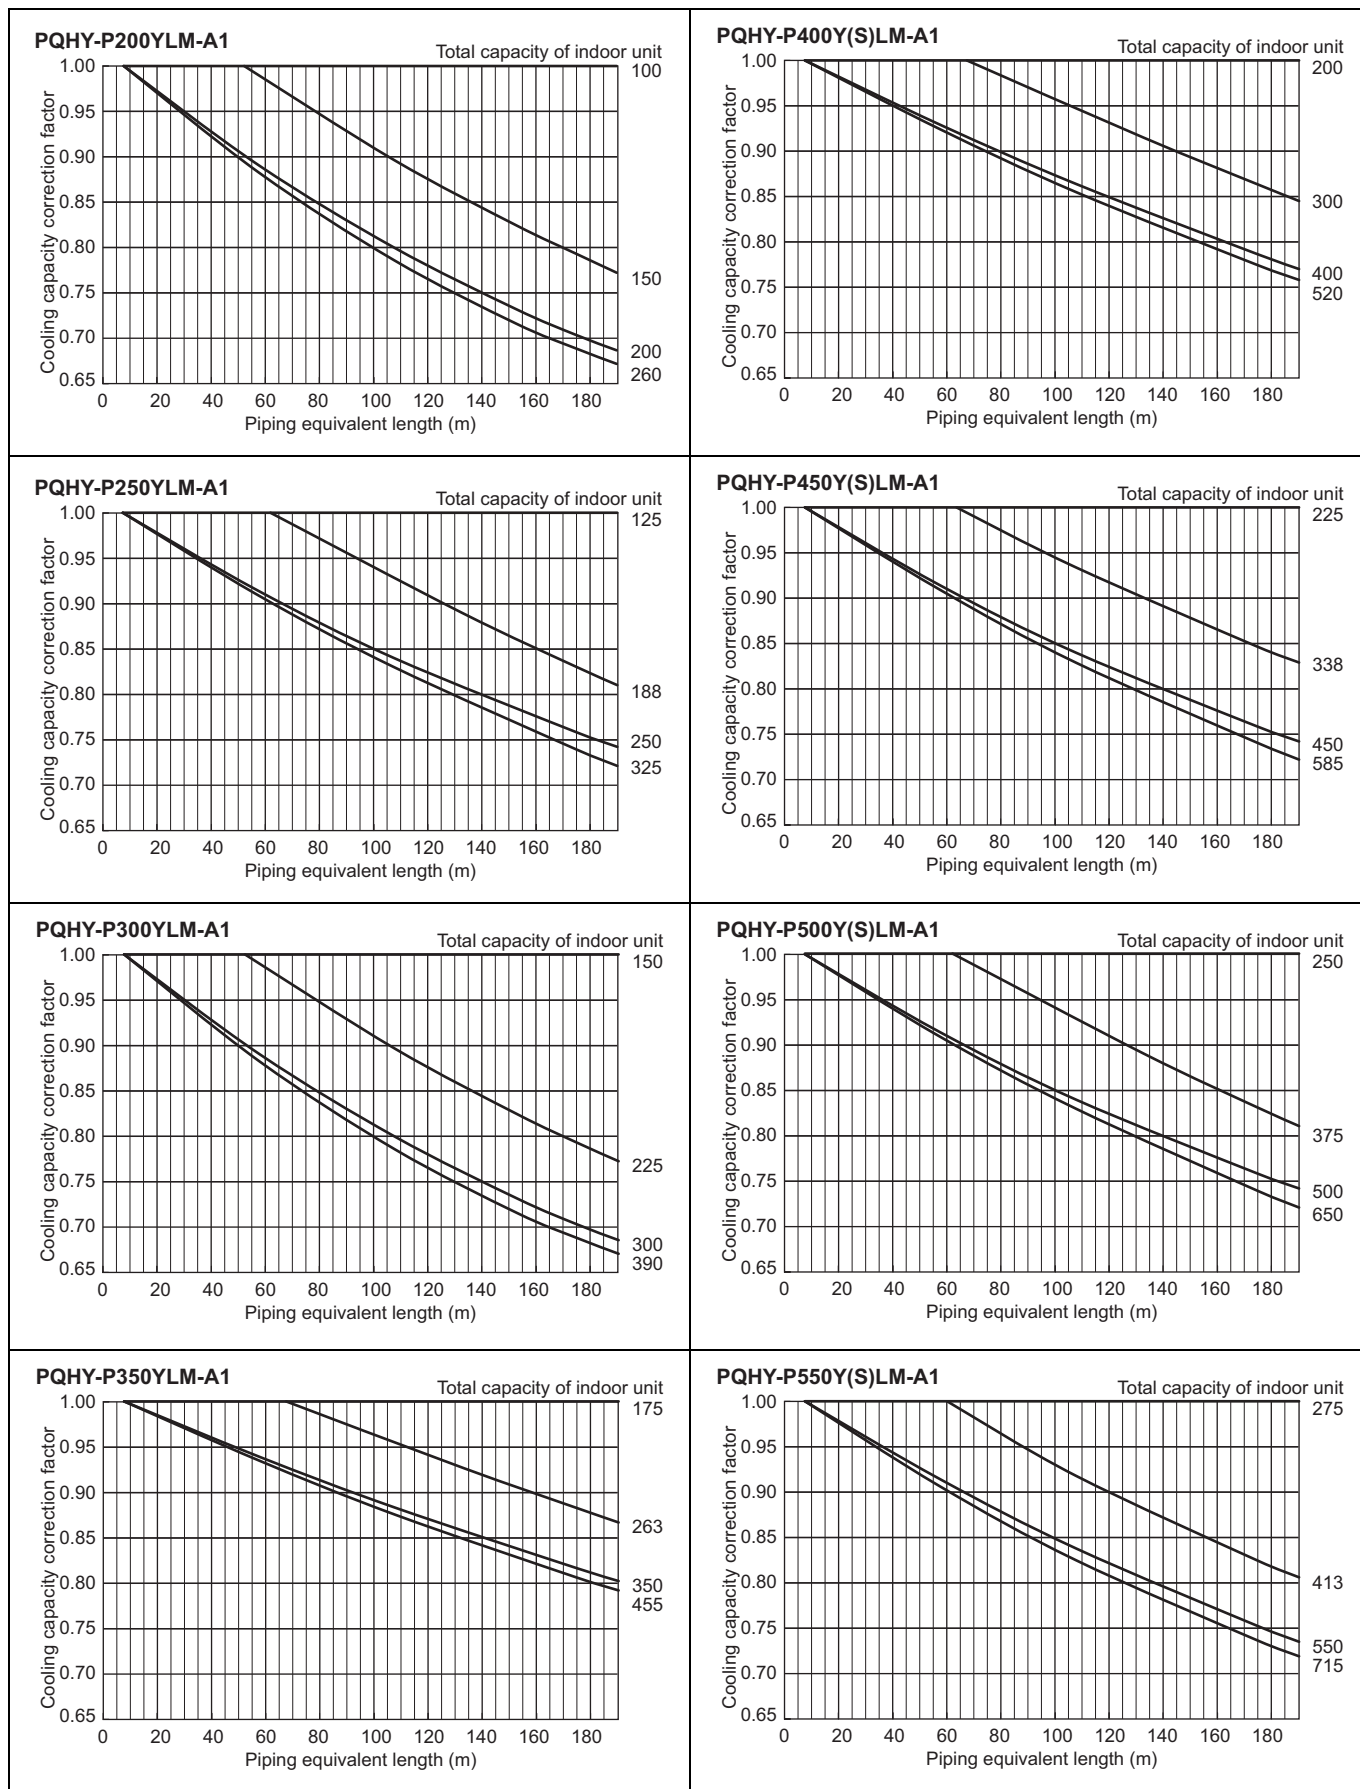 PQHY-P200YLM-A1
Total capacity of indoor unit
Cooling capacity correction factor
1.00
0.95
0.90
0.85
0.80
0.75
0.70
0.65
100
150
200
260
0 20 40 60 80 100 120 140 160 180
Piping equivalent length (m)
PQHY-P400Y(S)LM-A1
Total capacity of indoor unit
Cooling capacity correction factor
1.00
0.95
0.90
0.85
0.80
0.75
0.70
0.65
200
300
400
520
0 20 40 60 80 100 120 140 160 180
Piping equivalent length (m)
PQHY-P250YLM-A1
Total capacity of indoor unit
Cooling capacity correction factor
1.00
0.95
0.90
0.85
0.80
0.75
0.70
0.65
125
188
250
325
0 20 40 60 80 100 120 140 160 180
Piping equivalent length (m)
PQHY-P450Y(S)LM-A1
Total capacity of indoor unit
Cooling capacity correction factor
1.00
0.95
0.90
0.85
0.80
0.75
0.70
0.65
225
338
450
585
0 20 40 60 80 100 120 140 160 180
Piping equivalent length (m)
PQHY-P300YLM-A1
Total capacity of indoor unit
Cooling capacity correction factor
1.00
0.95
0.90
0.85
0.80
0.75
0.70
0.65
150
225
300
390
0 20 40 60 80 100 120 140 160 180
Piping equivalent length (m)
PQHY-P500Y(S)LM-A1
Total capacity of indoor unit
Cooling capacity correction factor
1.00
0.95
0.90
0.85
0.80
0.75
0.70
0.65
250
375
500
650
0 20 40 60 80 100 120 140 160 180
Piping equivalent length (m)
PQHY-P350YLM-A1
Total capacity of indoor unit
Cooling capacity correction factor
1.00
0.95
0.90
0.85
0.80
0.75
0.70
0.65
175
263
350
455
0 20 40 60 80 100 120 140 160 180
Piping equivalent length (m)
PQHY-P550Y(S)LM-A1
Total capacity of indoor unit
Cooling capacity correction factor
1.00
0.95
0.90
0.85
0.80
0.75
0.70
0.65
275
413
550
715
0 20 40 60 80 100 120 140 160 180
Piping equivalent length (m)